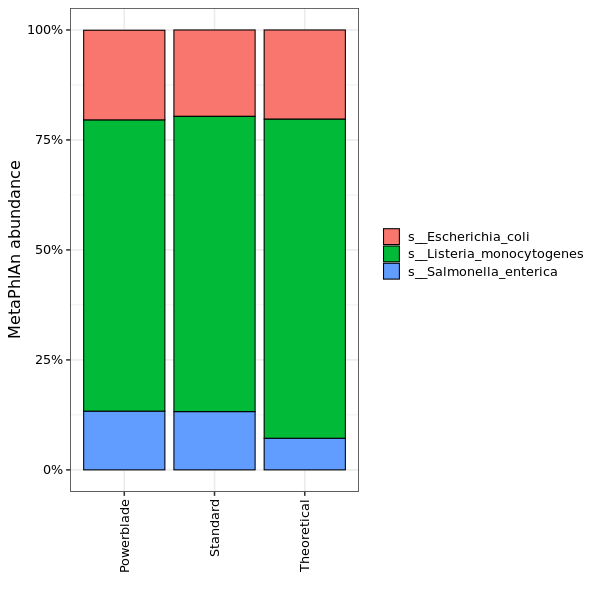 MetaPhlAn abundance
100%
75%
50%
25%
0%
Powerblade
Standard
Theoretical
s__Escherichia_coli
s__Listeria_monocytogenes
s__Salmonella_enterica